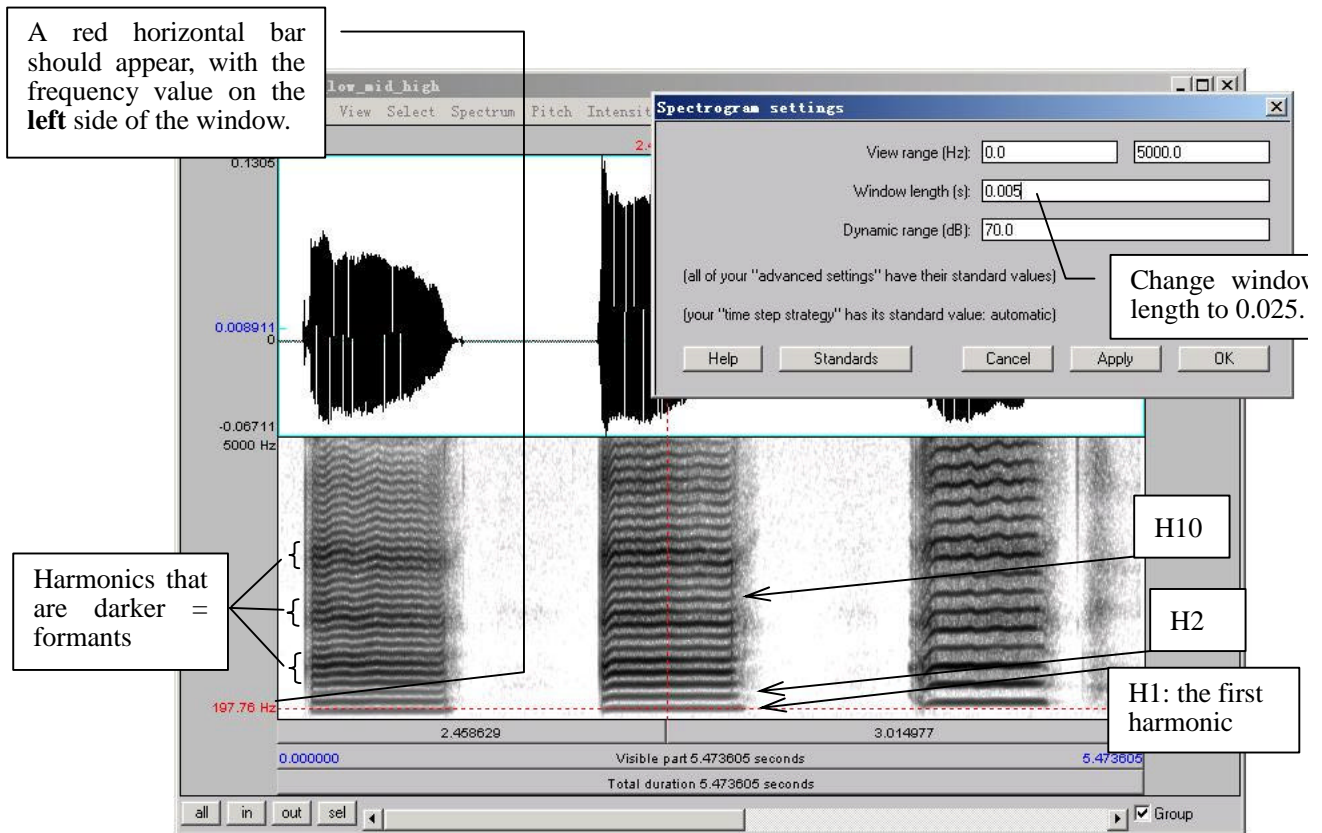 A red horizontal bar
should appear, with the
frequency value on the
left side of the window.
low_mid_high
View Select Spectrum Pitch Intensit
Spectrogram settings
View range (Hz): 0.0 5000.0
Window length (s): 0.005
Dynamic range (dB): 70.0
(all of your "advanced settings" have their standard values)
(your "time step strategy" has its standard value: automatic)
Help Standards Cancel Apply OK
Change window
length to 0.025.
0.1305
0.008911
0
-0.06711
5000 Hz
H10
Harmonics that
are darker =
formants
H2
H1: the first
harmonic
197.76 Hz
2.458629 3.014977
0.000000 Visible part 5.473605 seconds 5.473605
Total duration 5.473605 seconds
all in out sel Group